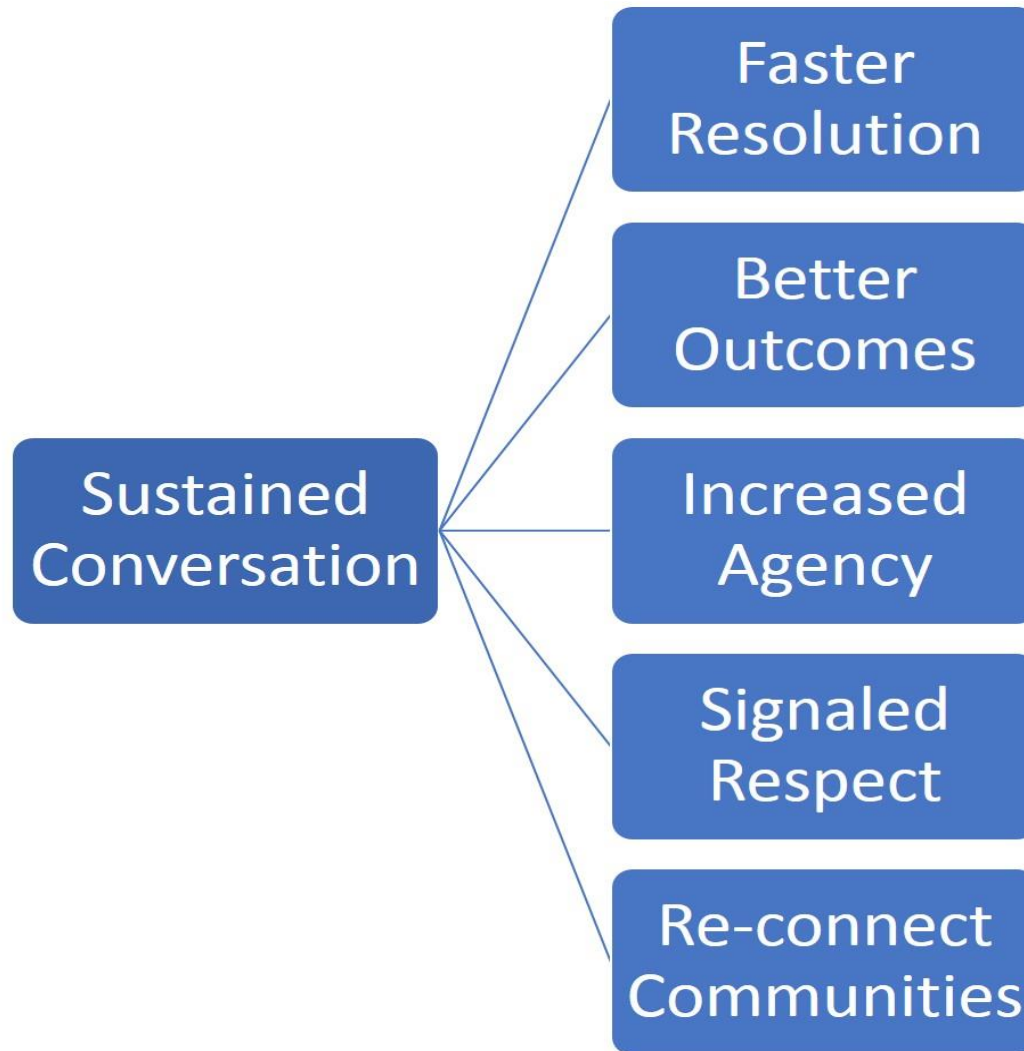 Faster
Resolution
Better
Outcomes
Sustained
Conversation
Increased
Agency
Signaled
Respect
Re-connect
Communities